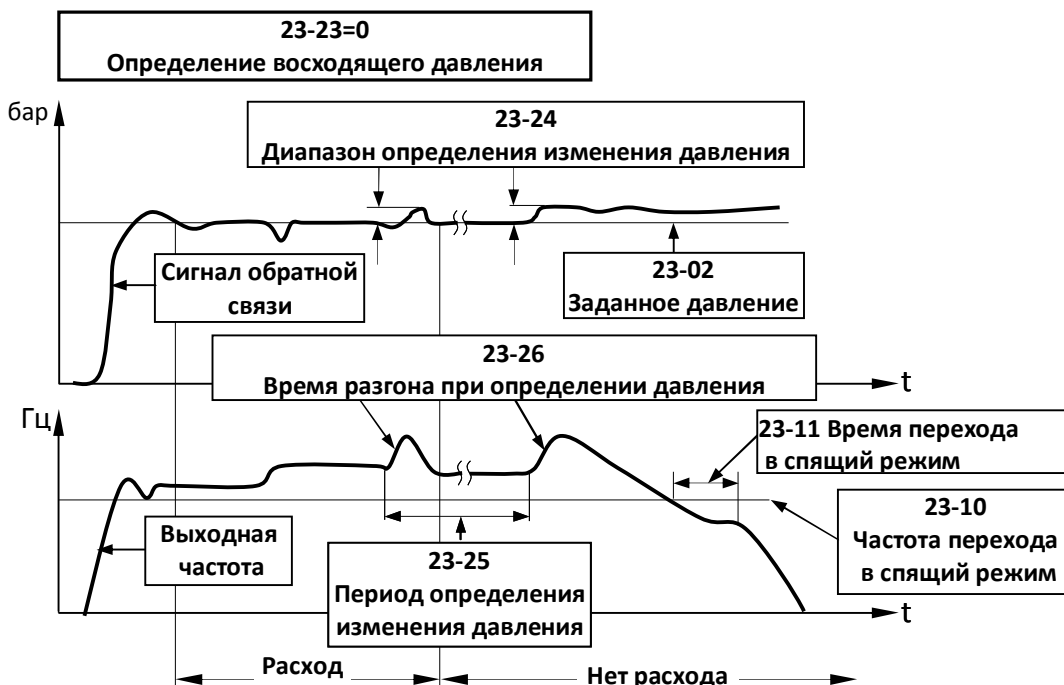 23-23=0
Определение восходящего давления
бар
23-24
Диапазон определения изменения давления
Сигнал обратной
связи
23-02
Заданное давление
23-26
Время разгона при определении давления
t
Гц
23-11 Время перехода
в спящий режим
Выходная
частота
23-10
Частота перехода
в спящий режим
23-25
Период определения
изменения давления
t
Расход
Нет расхода